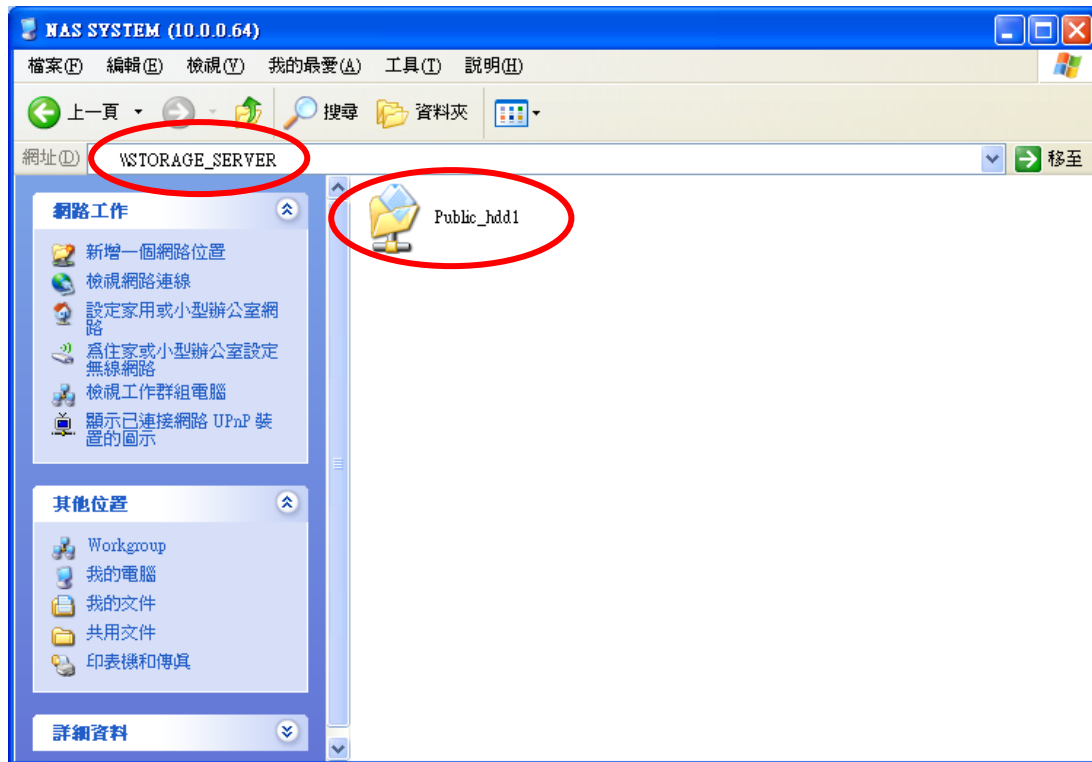 NAS SYSTEM (10.0.0.64)
檔案(F) 編輯(E) 檢視(V) 我的最愛(A) 工具(T) 說明(H)
上一頁 搜尋 資料夾
網址(D) \\STORAGE_SERVER 移至
網路工作
新增一個網路位置
檢視網路連線
設定家用或小型辦公室網
路
為住家或小型辦公室設定
無線網路
檢視工作群組電腦
顯示已連接網路 UPnP 裝
置的圖示
其他位置
Workgroup
我的電腦
我的文件
共用文件
印表機和傳真
詳細資料
Public_hdd1